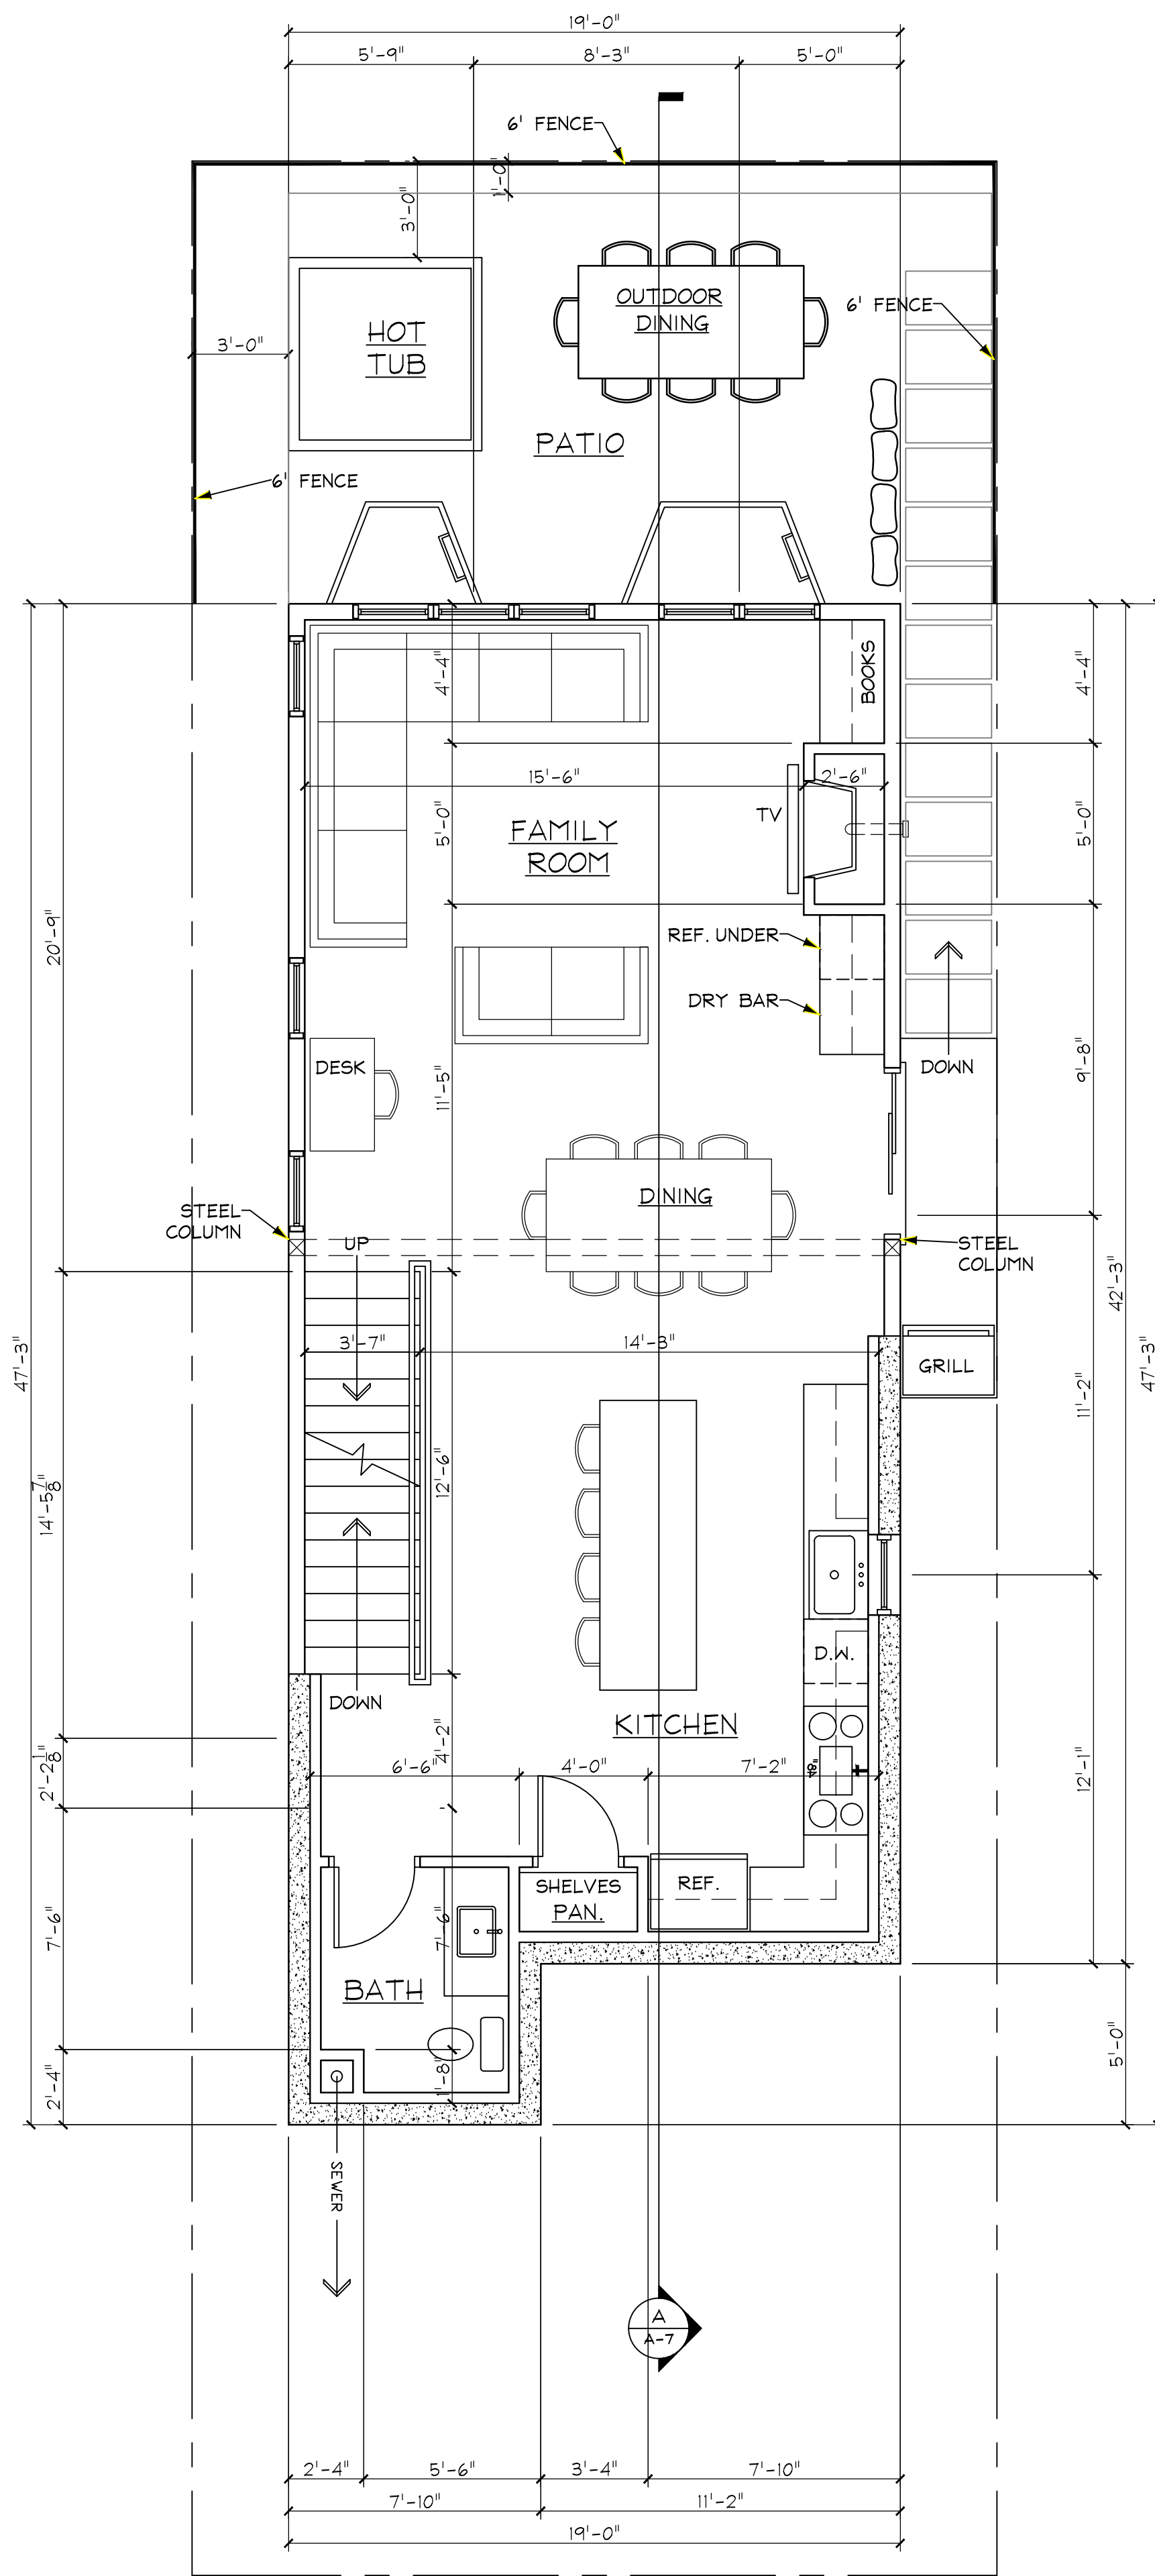 19'-0"
5'-9"
8'-3"
5'-0"
6' FENCE
1'-0"
3'-0"
OUTDOOR
DINING
6' FENCE
HOT
TUB
3'-0"
PATIO
6' FENCE
BOOKS
4'-4"
4'-4"
15'-6"
2'-6"
TV
5'-0"
5'-0"
FAMILY
ROOM
20'-9"
REF. UNDER
DRY BAR
DESK
DOWN
11'-5"
9'-8"
DINING
STEEL
COLUMN
UP
STEEL
COLUMN
42'-3"
47'-3"
47'-3"
3'-7"
14'-3"
GRILL
11'-2"
12'-6"
14'-5 7/8"
D.W.
DOWN
KITCHEN
4'-2"
2'-2 1/8"
6'-6"
4'-0"
7'-2"
48"
12'-1"
SHELVES
PAN.
REF.
7'-6"
7'-6"
BATH
5'-0"
2'-4"
1'-8"
SEWER
A
A-7
2'-4"
5'-6"
3'-4"
7'-10"
7'-10"
11'-2"
19'-0"